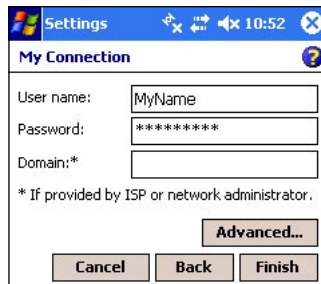 Settings 10:52
My Connection
User name: MyName
Password: *********
Domain:*
* If provided by ISP or network administrator.
Advanced...
Cancel Back Finish